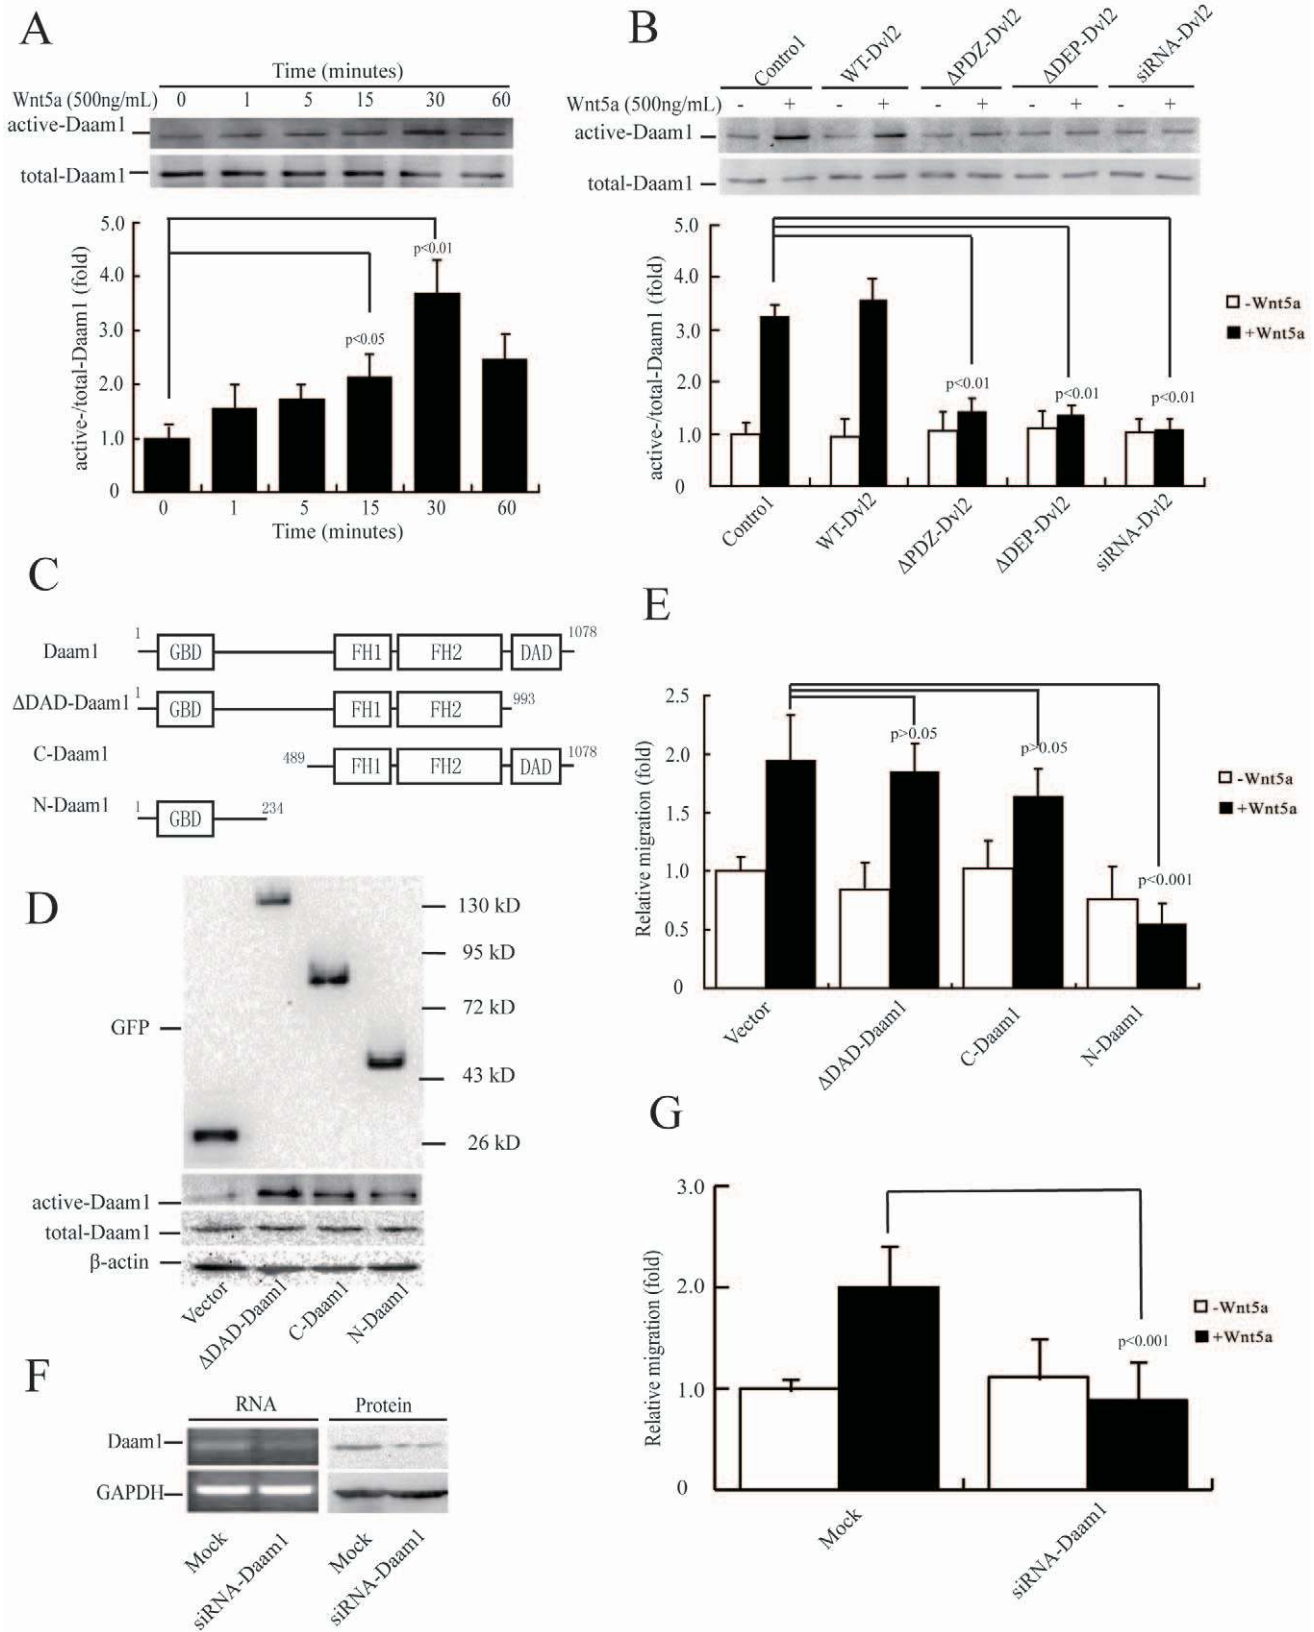 A
Time (minutes)
Wnt5a (500ng/mL) 0 1 5 15 30 60
active-Daam1
total-Daam1
active-/total-Daam1 (fold)
5.0
4.0
3.0
2.0
1.0
0
p<0.05
p<0.01
0 1 5 15 30 60
Time (minutes)
B
Control WT-Dvl2 ΔPDZ-Dvl2 ΔDEP-Dvl2 siRNA-Dvl2
Wnt5a (500ng/mL) - + - + - + - + - +
active-Daam1
total-Daam1
active-/total-Daam1 (fold)
5.0
4.0
3.0
2.0
1.0
0
p<0.01
p<0.01
p<0.01
-Wnt5a
+Wnt5a
Control WT-Dvl2 ΔPDZ-Dvl2 ΔDEP-Dvl2 siRNA-Dvl2
C
Daam1 1 GBD FH1 FH2 DAD 1078
ΔDAD-Daam1 1 GBD FH1 FH2 993
C-Daam1 489 FH1 FH2 DAD 1078
N-Daam1 1 GBD 234
D
130 kD
95 kD
72 kD
GFP
43 kD
26 kD
active-Daam1
total-Daam1
β-actin
Vector ΔDAD-Daam1 C-Daam1 N-Daam1
E
Relative migration (fold)
2.5
2.0
1.5
1.0
0.5
0
p>0.05
p>0.05
p<0.001
-Wnt5a
+Wnt5a
Vector ΔDAD-Daam1 C-Daam1 N-Daam1
F
RNA Protein
Daam1
GAPDH
Mock siRNA-Daam1 Mock siRNA-Daam1
G
Relative migration (fold)
3.0
2.0
1.0
0
p<0.001
-Wnt5a
+Wnt5a
Mock siRNA-Daam1